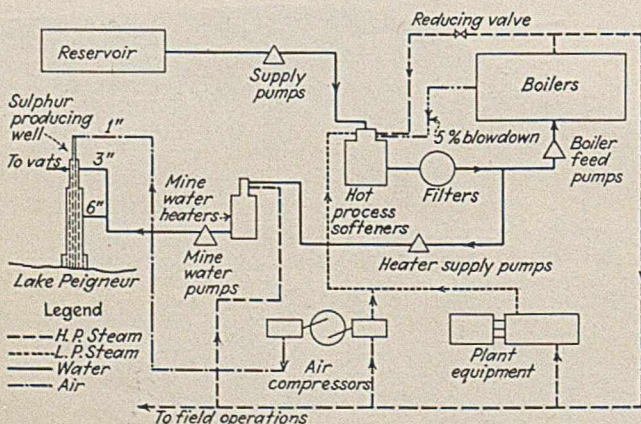 Reducing valve
Reservoir
Supply
pumps
Boilers
Sulphur
producing
well
1"
5% blowdown
Boiler
feed
pumps
To vats
3"
Mine
water
heaters
Hot
process
softeners
Filters
6"
Mine
water
pumps
Heater supply pumps
Lake Peigneur
Legend
H.P. Steam
L.P. Steam
Water
Air
Air
compressors
Plant
equipment
To field operations